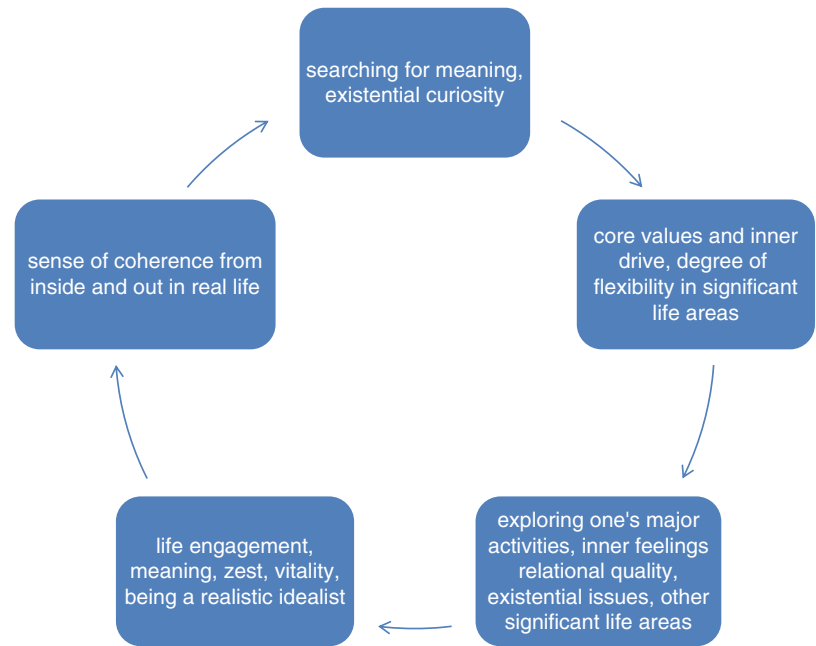 searching for meaning,
existential curiosity
core values and inner
drive, degree of
flexibility in significant
life areas
exploring one's major
activities, inner feelings
relational quality,
existential issues, other
significant life areas
life engagement,
meaning, zest, vitality,
being a realistic idealist
sense of coherence from
inside and out in real life